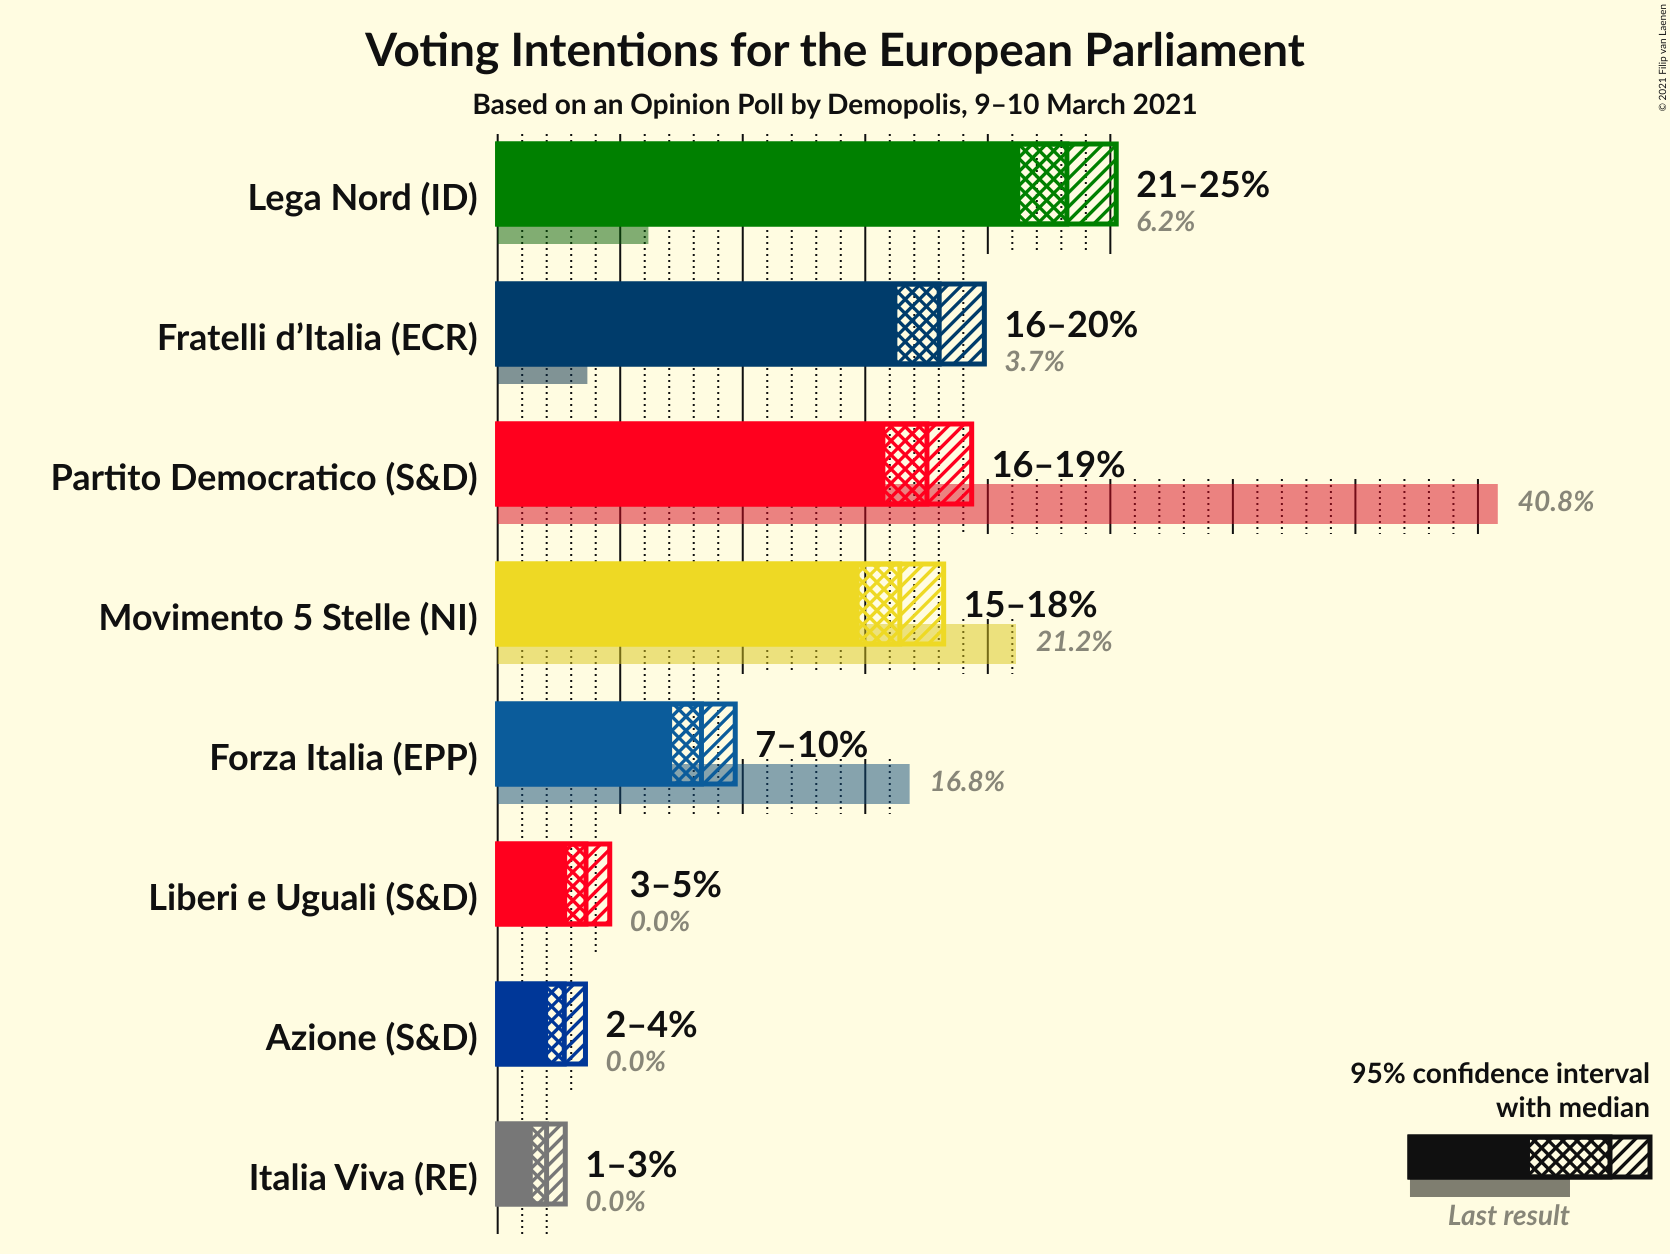 Voting Intentions for the European Parliament
Based on an Opinion Poll by Demopolis, 9–10 March 2021
© 2021 Filip van Laenen
Lega Nord (ID)
21–25%
6.2%
Fratelli d’Italia (ECR)
16–20%
3.7%
Partito Democratico (S&D)
16–19%
40.8%
Movimento 5 Stelle (NI)
15–18%
21.2%
Forza Italia (EPP)
7–10%
16.8%
Liberi e Uguali (S&D)
3–5%
0.0%
Azione (S&D)
2–4%
0.0%
Italia Viva (RE)
1–3%
0.0%
95% confidence interval
with median
Last result